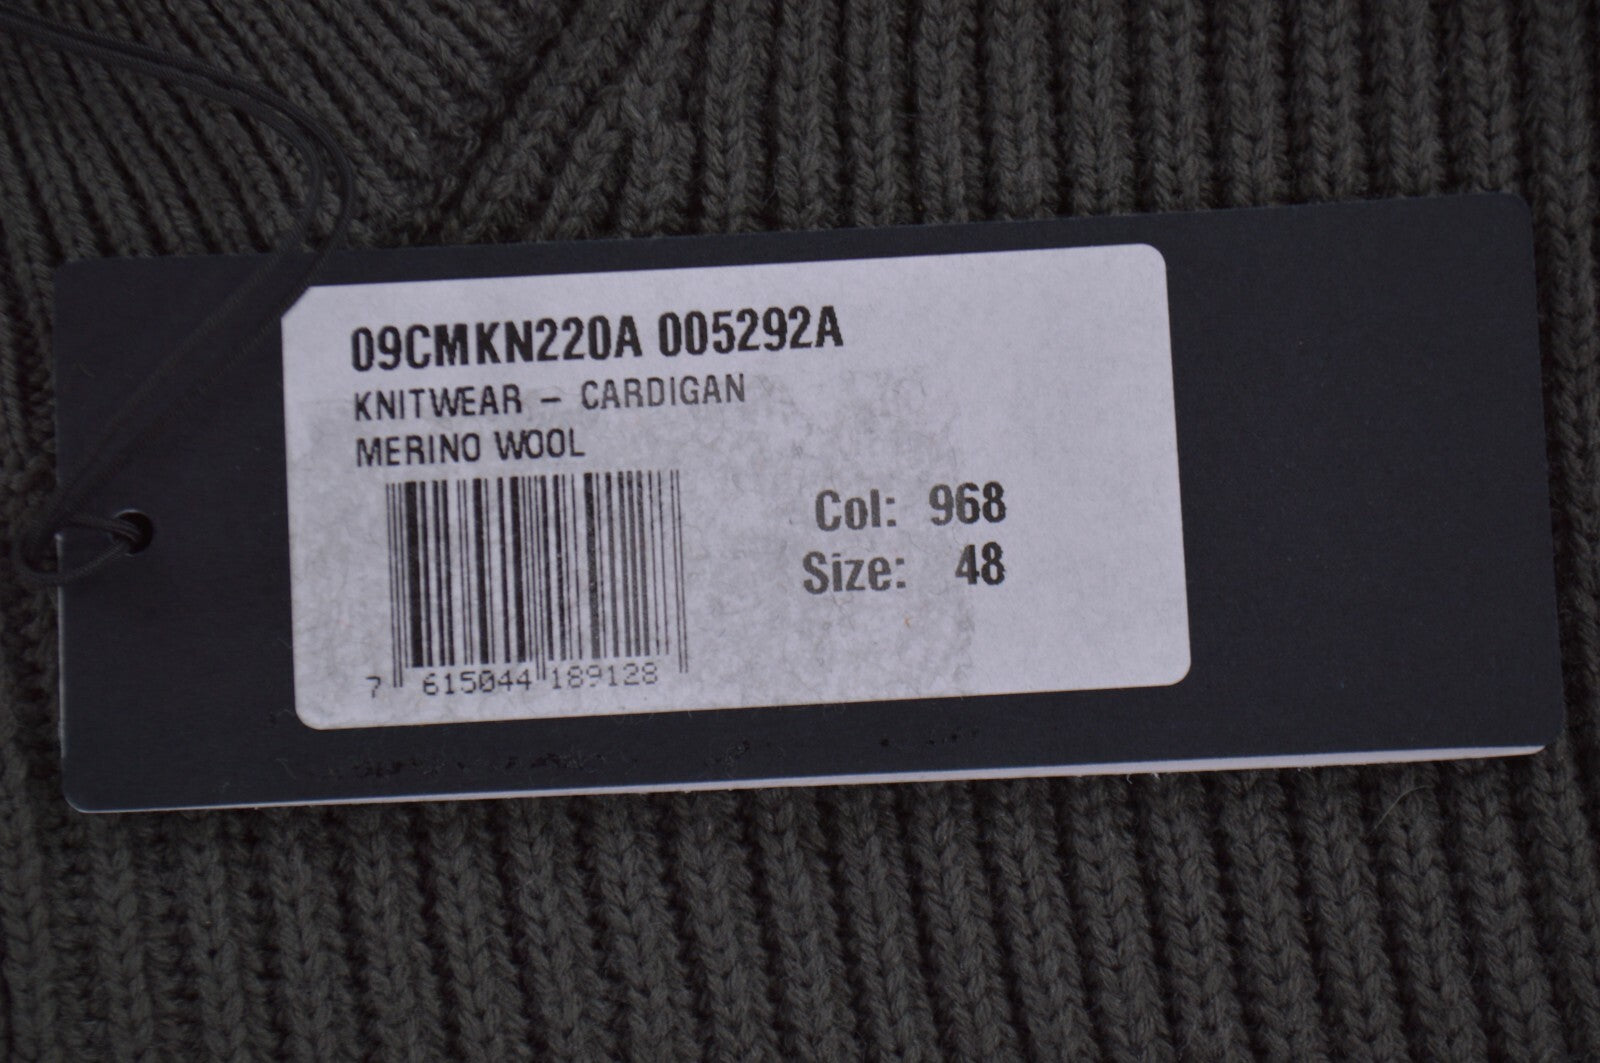 09CMKN220A 005292A
KNITWEAR – CARDIGAN
MERINO WOOL
Col: 968
Size: 48
7 615044 189128